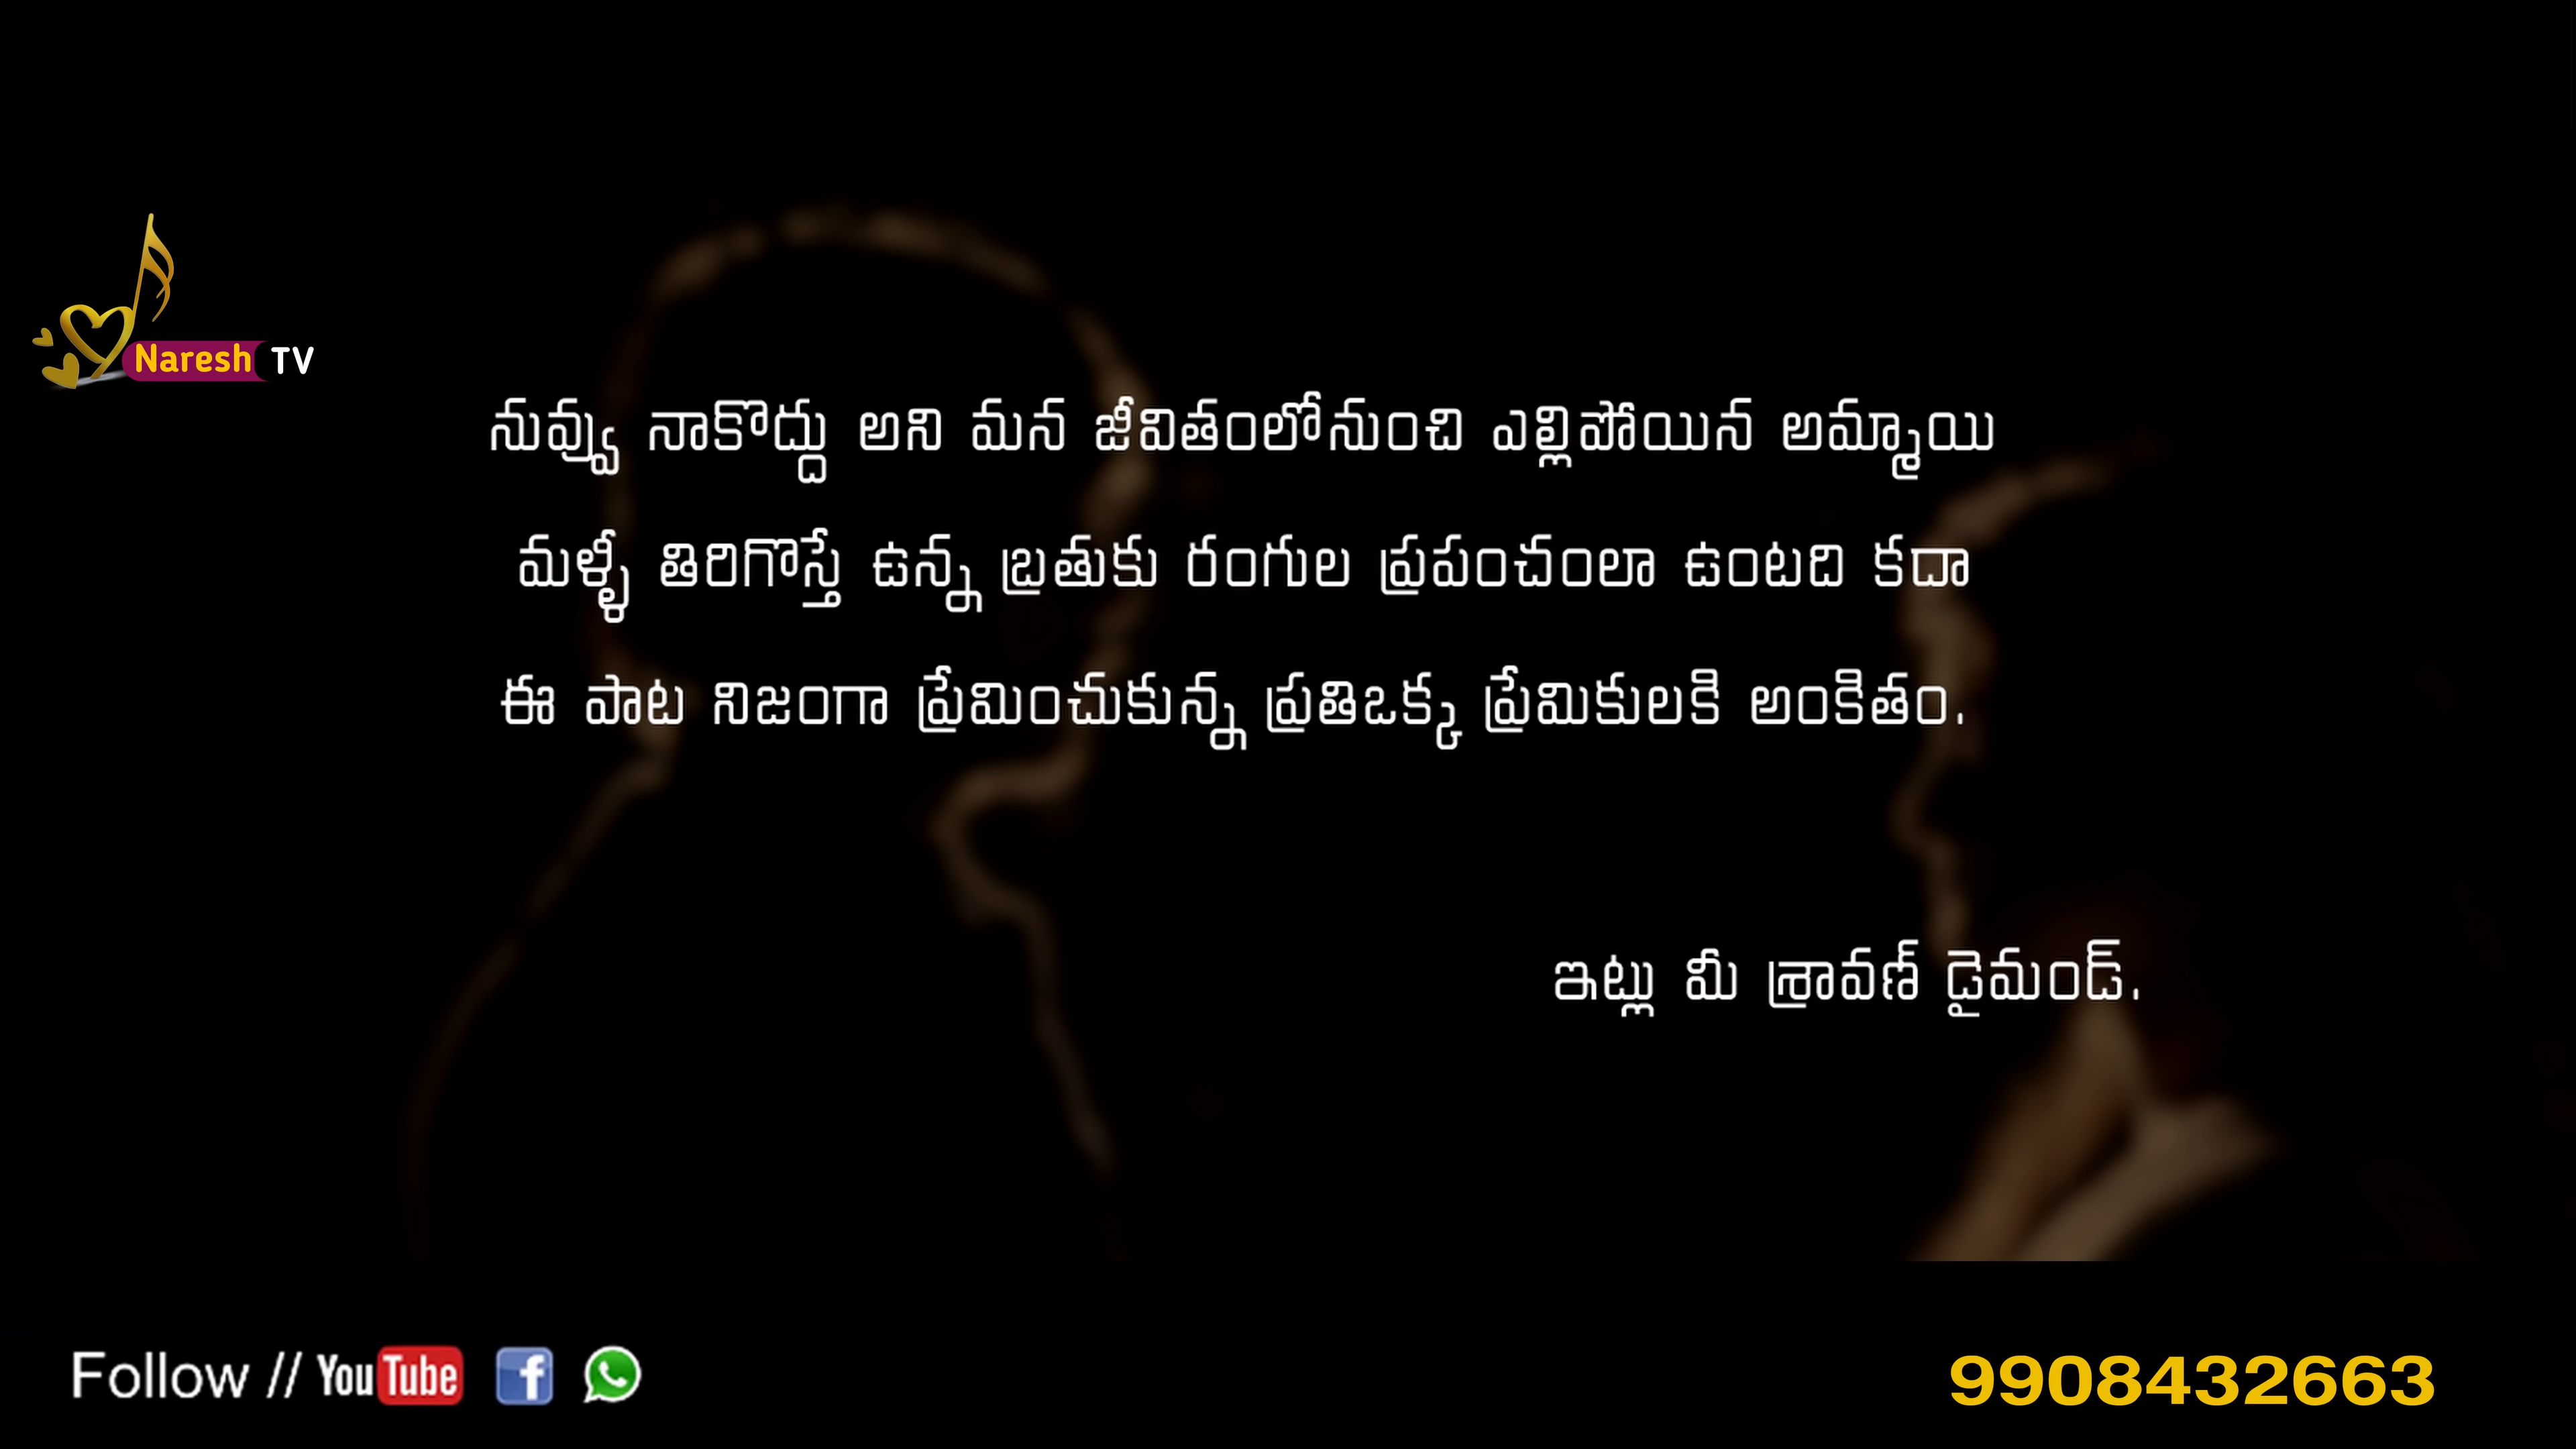 Naresh TV
నువ్వు నాకొద్దు అని మన జీవితంలోనుంచి ఎల్లిపోయిన అమ్మాయి
మళ్ళీ తిరిగొస్తే ఉన్న బ్రతుకు రంగుల ప్రపంచంలా ఉంటది కదా
ఈ పాట నిజంగా ప్రేమించుకున్న ప్రతిఒక్క ప్రేమికులకి అంకితం.
ఇట్లు మీ శ్రావణ్ డైమండ్.
Follow // YouTube f
9908432663